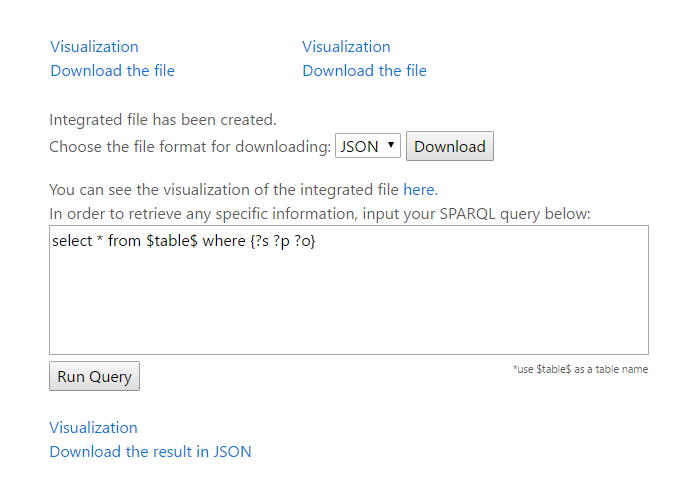 Visualization Visualization
Download the file Download the file
Integrated file has been created.
Choose the file format for downloading: JSON Download
You can see the visualization of the integrated file here.
In order to retrieve any specific information, input your SPARQL query below:
select * from $table$ where {?s ?p ?o}
Run Query *use $table$ as a table name
Visualization
Download the result in JSON